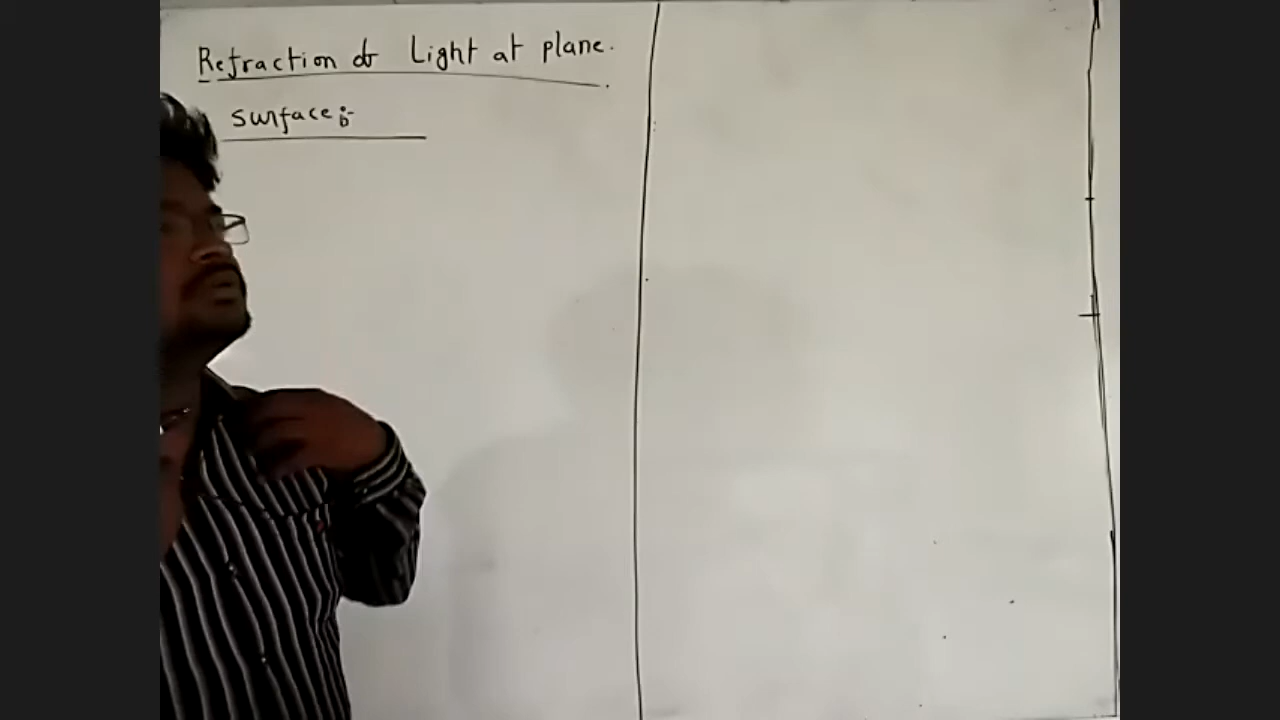 Refraction of Light at plane.
surface:-